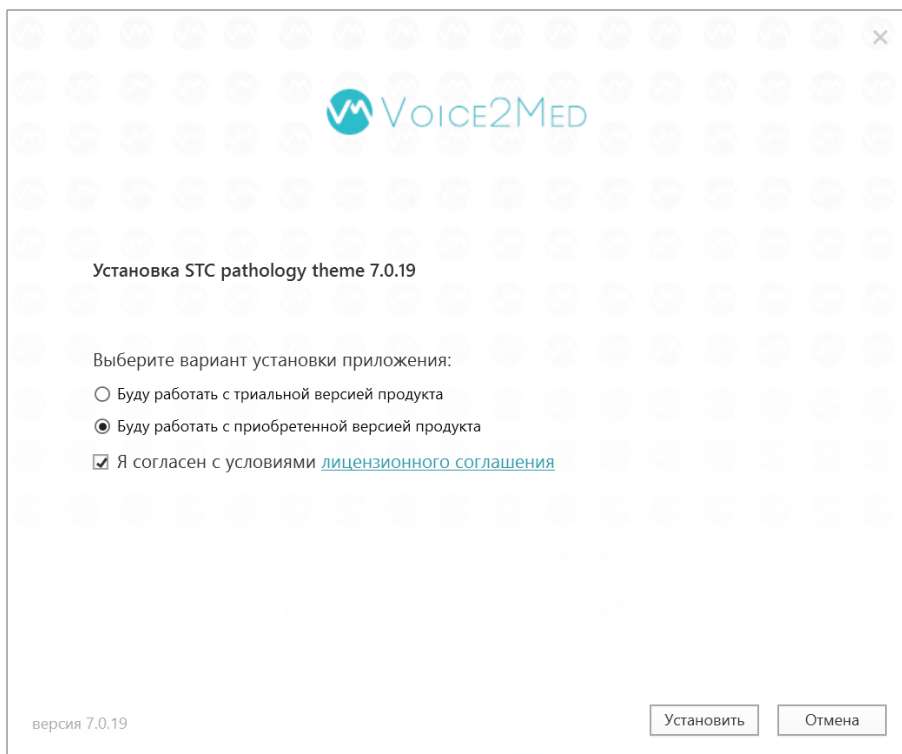 VOICE2MED
Установка STC pathology theme 7.0.19
Выберите вариант установки приложения:
Буду работать с триальной версией продукта
Буду работать с приобретенной версией продукта
Я согласен с условиями лицензионного соглашения
версия 7.0.19
Установить
Отмена